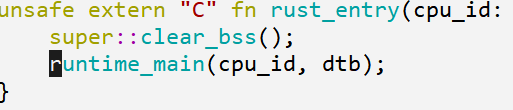 unsafe extern "C" fn rust_entry(cpu_id:
super::clear_bss();
runtime_main(cpu_id, dtb);
}